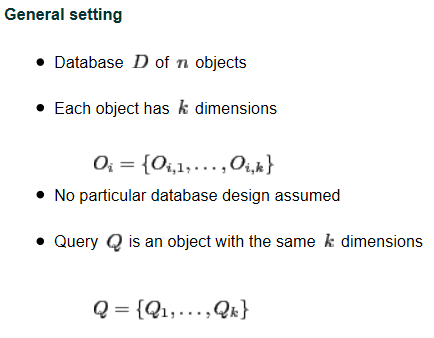 General setting
• Database D of n objects
• Each object has k dimensions
O_i = {O_{i,1}, . . . , O_{i,k}}
• No particular database design assumed
• Query Q is an object with the same k dimensions
Q = {Q_1, . . . , Q_k}